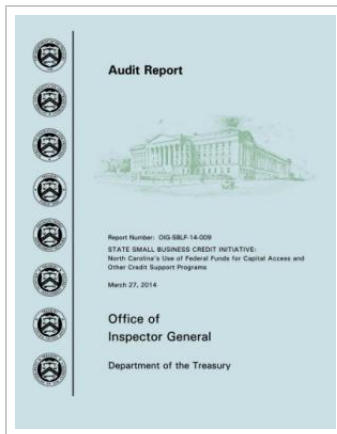 Audit Report
Report Number: OIG-SBLF-14-009
STATE SMALL BUSINESS CREDIT INITIATIVE:
North Carolina's Use of Federal Funds for Capital Access and
Other Credit Support Programs
March 27, 2014
Office of
Inspector General
Department of the Treasury